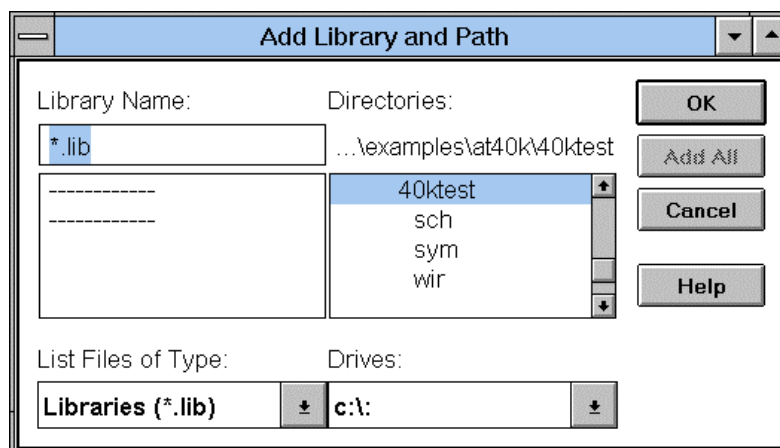 Add Library and Path
Library Name:
Directories:
*.lib
...\examples\at40k\40ktest
------------
------------
40ktest
sch
sym
wir
OK
Add All
Cancel
Help
List Files of Type:
Drives:
Libraries (*.lib)
c:\: